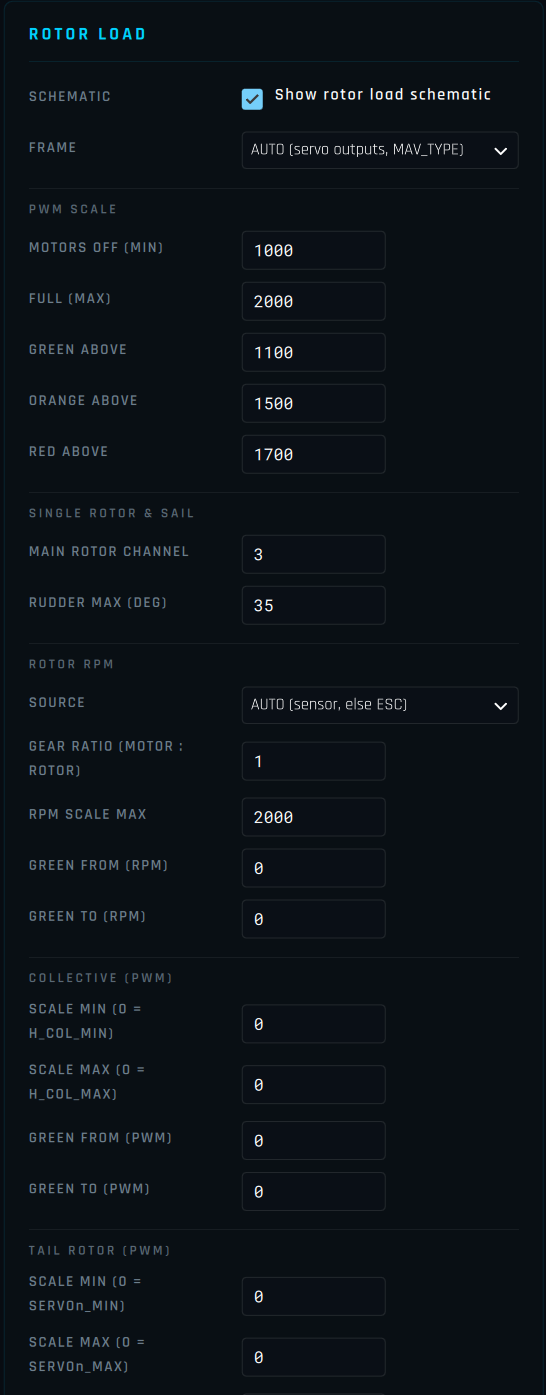 ROTOR LOAD
SCHEMATIC
Show rotor load schematic
FRAME
AUTO (servo outputs, MAV_TYPE)
PWM SCALE
MOTORS OFF (MIN)
1000
FULL (MAX)
2000
GREEN ABOVE
1100
ORANGE ABOVE
1500
RED ABOVE
1700
SINGLE ROTOR & SAIL
MAIN ROTOR CHANNEL
3
RUDDER MAX (DEG)
35
ROTOR RPM
SOURCE
AUTO (sensor, else ESC)
GEAR RATIO (MOTOR :
ROTOR)
1
RPM SCALE MAX
2000
GREEN FROM (RPM)
0
GREEN TO (RPM)
0
COLLECTIVE (PWM)
SCALE MIN (0 =
H_COL_MIN)
0
SCALE MAX (0 =
H_COL_MAX)
0
GREEN FROM (PWM)
0
GREEN TO (PWM)
0
TAIL ROTOR (PWM)
SCALE MIN (0 =
SERVOn_MIN)
0
SCALE MAX (0 =
SERVOn_MAX)
0